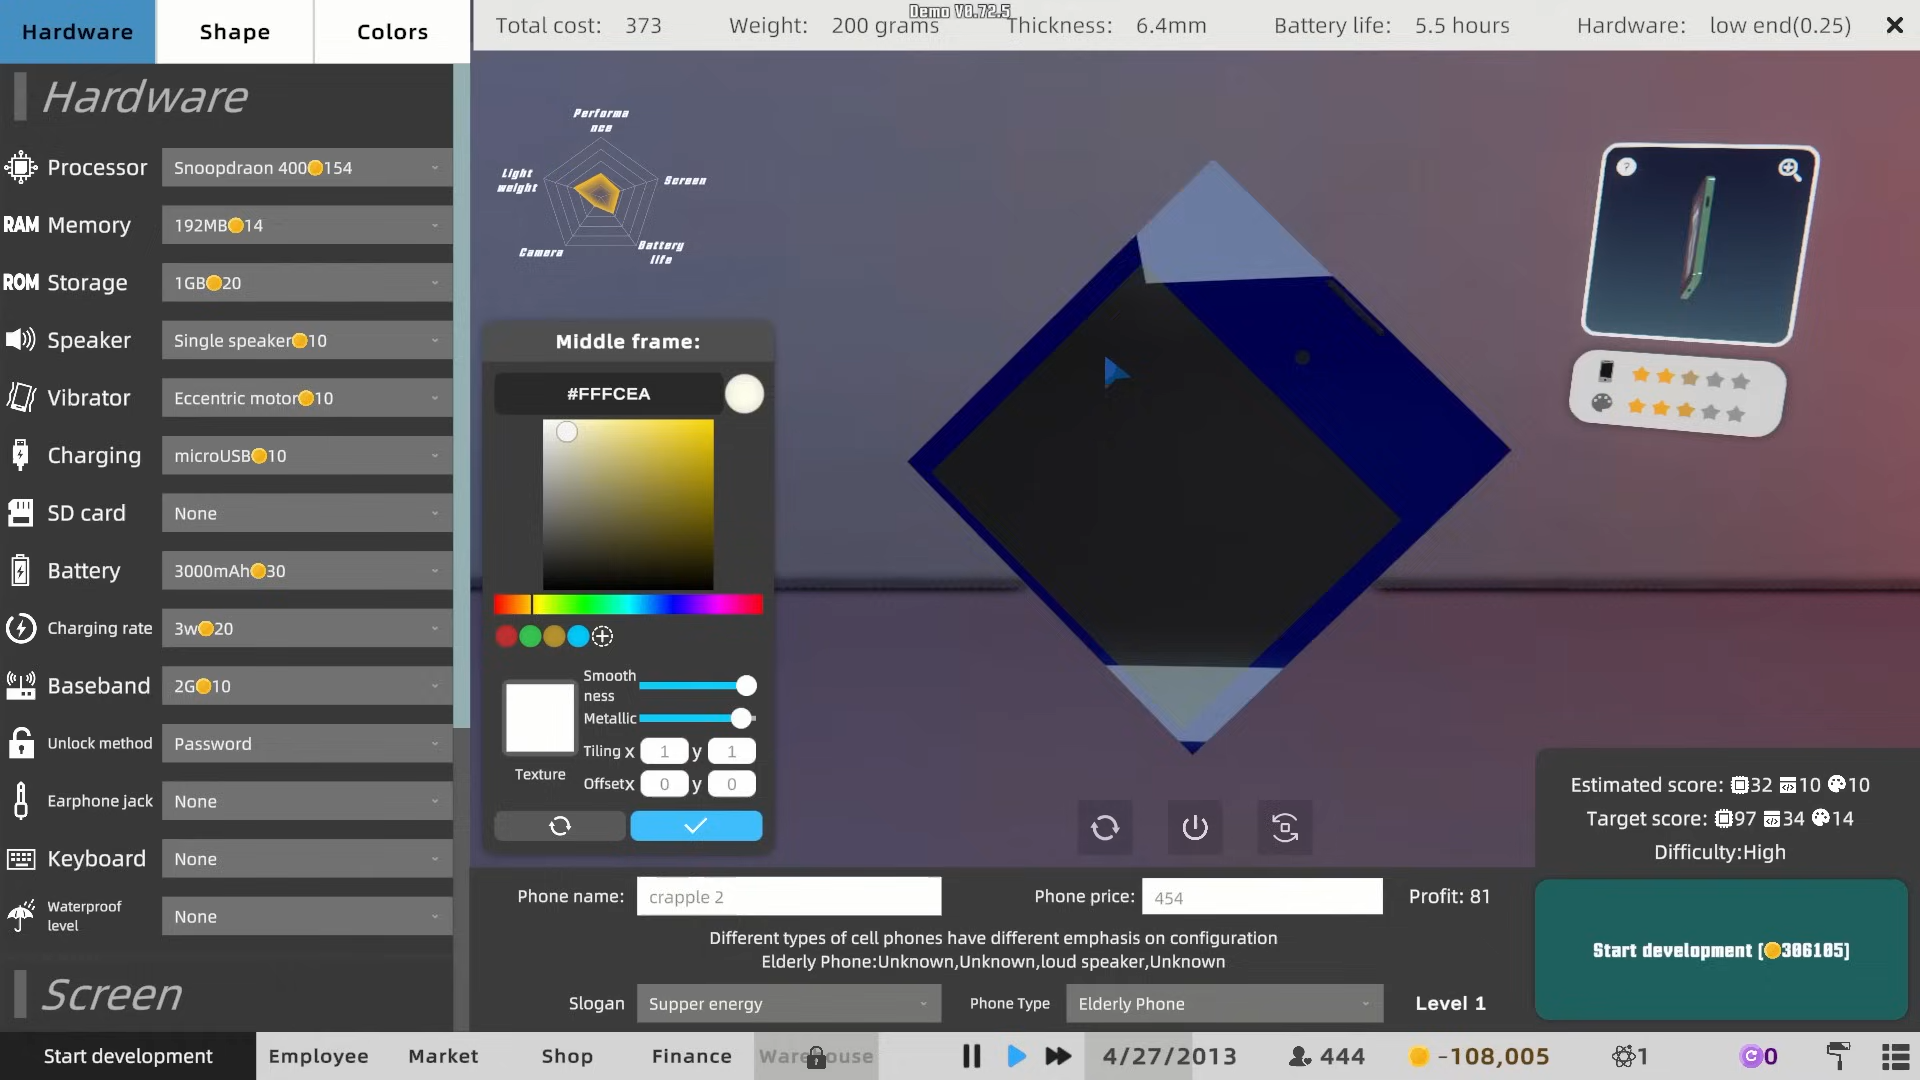 Hardware
Shape
Colors
Demo V0.72.5
Total cost: 373
Weight: 200 grams
Thickness: 6.4mm
Battery life: 5.5 hours
Hardware: low end(0.25)
Hardware
Processor
Snoopdraon 400 154
RAM Memory
192MB 14
ROM Storage
1GB 20
Speaker
Single speaker 10
Vibrator
Eccentric motor 10
Charging
microUSB 10
SD card
None
Battery
3000mAh 30
Charging rate
3w 20
Baseband
2G 10
Unlock method
Password
Earphone jack
None
Keyboard
None
Waterproof
level
None
Screen
Performa
nce
Light
weight
Screen
Camera
Battery
life
Middle frame:
#FFFCEA
Smooth
ness
Metallic
Tiling x 1 y 1
Texture
Offset x 0 y 0
?
Estimated score: 32 10 10
Target score: 97 34 14
Difficulty:High
Phone name:
crapple 2
Phone price:
454
Profit: 81
Different types of cell phones have different emphasis on configuration
Elderly Phone:Unknown,Unknown,loud speaker,Unknown
Slogan
Supper energy
Phone Type
Elderly Phone
Level 1
Start development [306105]
Start development
Employee
Market
Shop
Finance
Warehouse
4/27/2013
444
-108,005
1
0